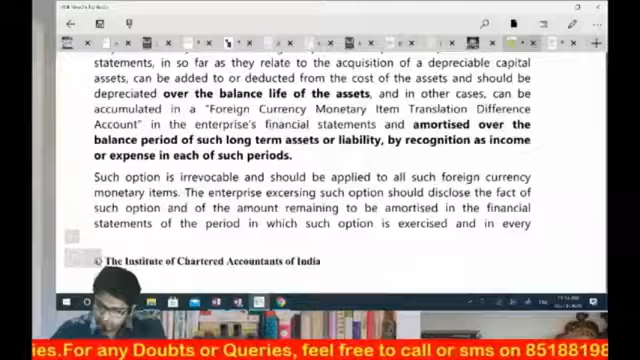 statements, in so far as they relate to the acquisition of a depreciable capital
assets, can be added to or deducted from the cost of the assets and should be
depreciated over the balance life of the assets, and in other cases, can be
accumulated in a "Foreign Currency Monetary Item Translation Difference
Account" in the enterprise's financial statements and amortised over the
balance period of such long term assets or liability, by recognition as income
or expense in each of such periods.
Such option is irrevocable and should be applied to all such foreign currency
monetary items. The enterprise excersing such option should disclose the fact of
such option and of the amount remaining to be amortised in the financial
statements of the period in which such option is exercised and in every
© The Institute of Chartered Accountants of India
ies.For any Doubts or Queries, feel free to call or sms on 85188198